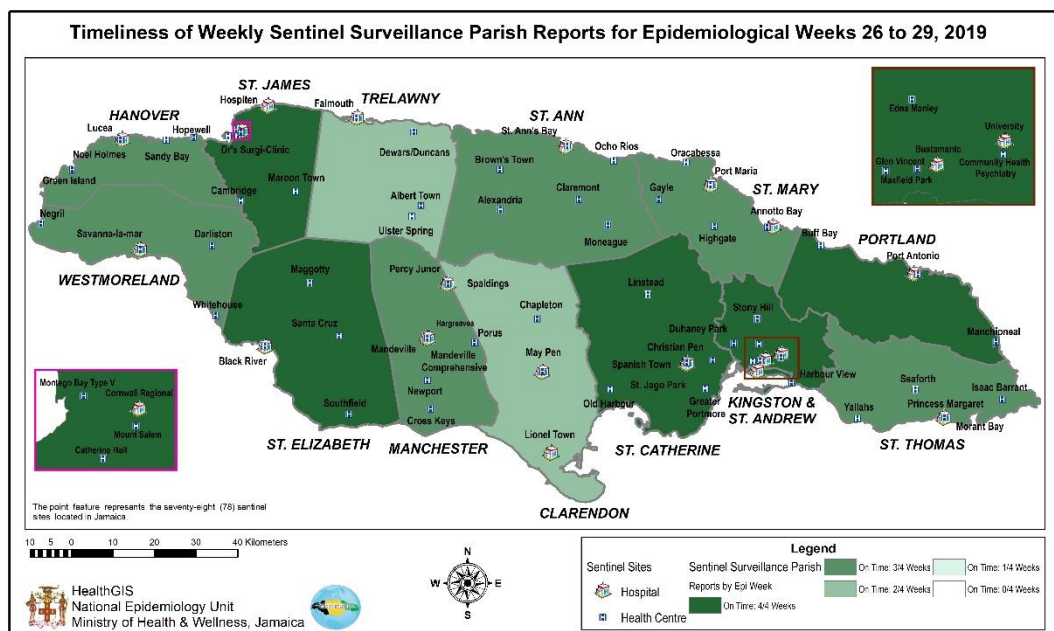 Timeliness of Weekly Sentinel Surveillance Parish Reports for Epidemiological Weeks 26 to 29, 2019
ST. JAMES
Hospiten
TRELAWNY
Falmouth
HANOVER
Lucea
Hopewell
Sandy Bay
Noel Holmes
Green Island
Dr's Surgi-Clinic
Cambridge
Maroon Town
Dewars/Duncans
Albert Town
Ulster Spring
ST. ANN
St. Ann's Bay
Ocho Rios
Brown's Town
Alexandria
Claremont
Moneague
Oracabessa
Port Maria
Gayle
ST. MARY
Highgate
Annotto Bay
Buff Bay
PORTLAND
Port Antonio
Manchioneal
Edna Manley
University
Bustamante
Glen Vincent
Maxfield Park
Community Health
Psychiatry
Negril
Savanna-la-mar
Darliston
WESTMORELAND
Whitehouse
Maggotty
Santa Cruz
Black River
Southfield
ST. ELIZABETH
Percy Junor
Spaldings
Hargreaves
Mandeville
Porus
Mandeville
Comprehensive
Newport
Cross Keys
MANCHESTER
Chapleton
May Pen
Lionel Town
CLARENDON
Linstead
Stony Hill
Duhaney Park
Christian Pen
Spanish Town
St. Jago Park
Old Harbour
Greater
Portmore
ST. CATHERINE
Harbour View
KINGSTON &
ST. ANDREW
Seaforth
Isaac Barrant
Princess Margaret
Yallahs
Morant Bay
ST. THOMAS
Montego Bay Type V
Cornwall Regional
Mount Salem
Catherine Hall
The point feature represents the seventy-eight (78) sentinel
sites located in Jamaica.
10 5 0 10 20 30 40 Kilometers
HealthGIS
National Epidemiology Unit
Ministry of Health & Wellness, Jamaica
N
W
E
S
Legend
Sentinel Sites
Hospital
Health Centre
Sentinel Surveillance Parish
Reports by Epi Week
On Time: 4/4 Weeks
On Time: 3/4 Weeks
On Time: 2/4 Weeks
On Time: 1/4 Weeks
On Time: 0/4 Weeks